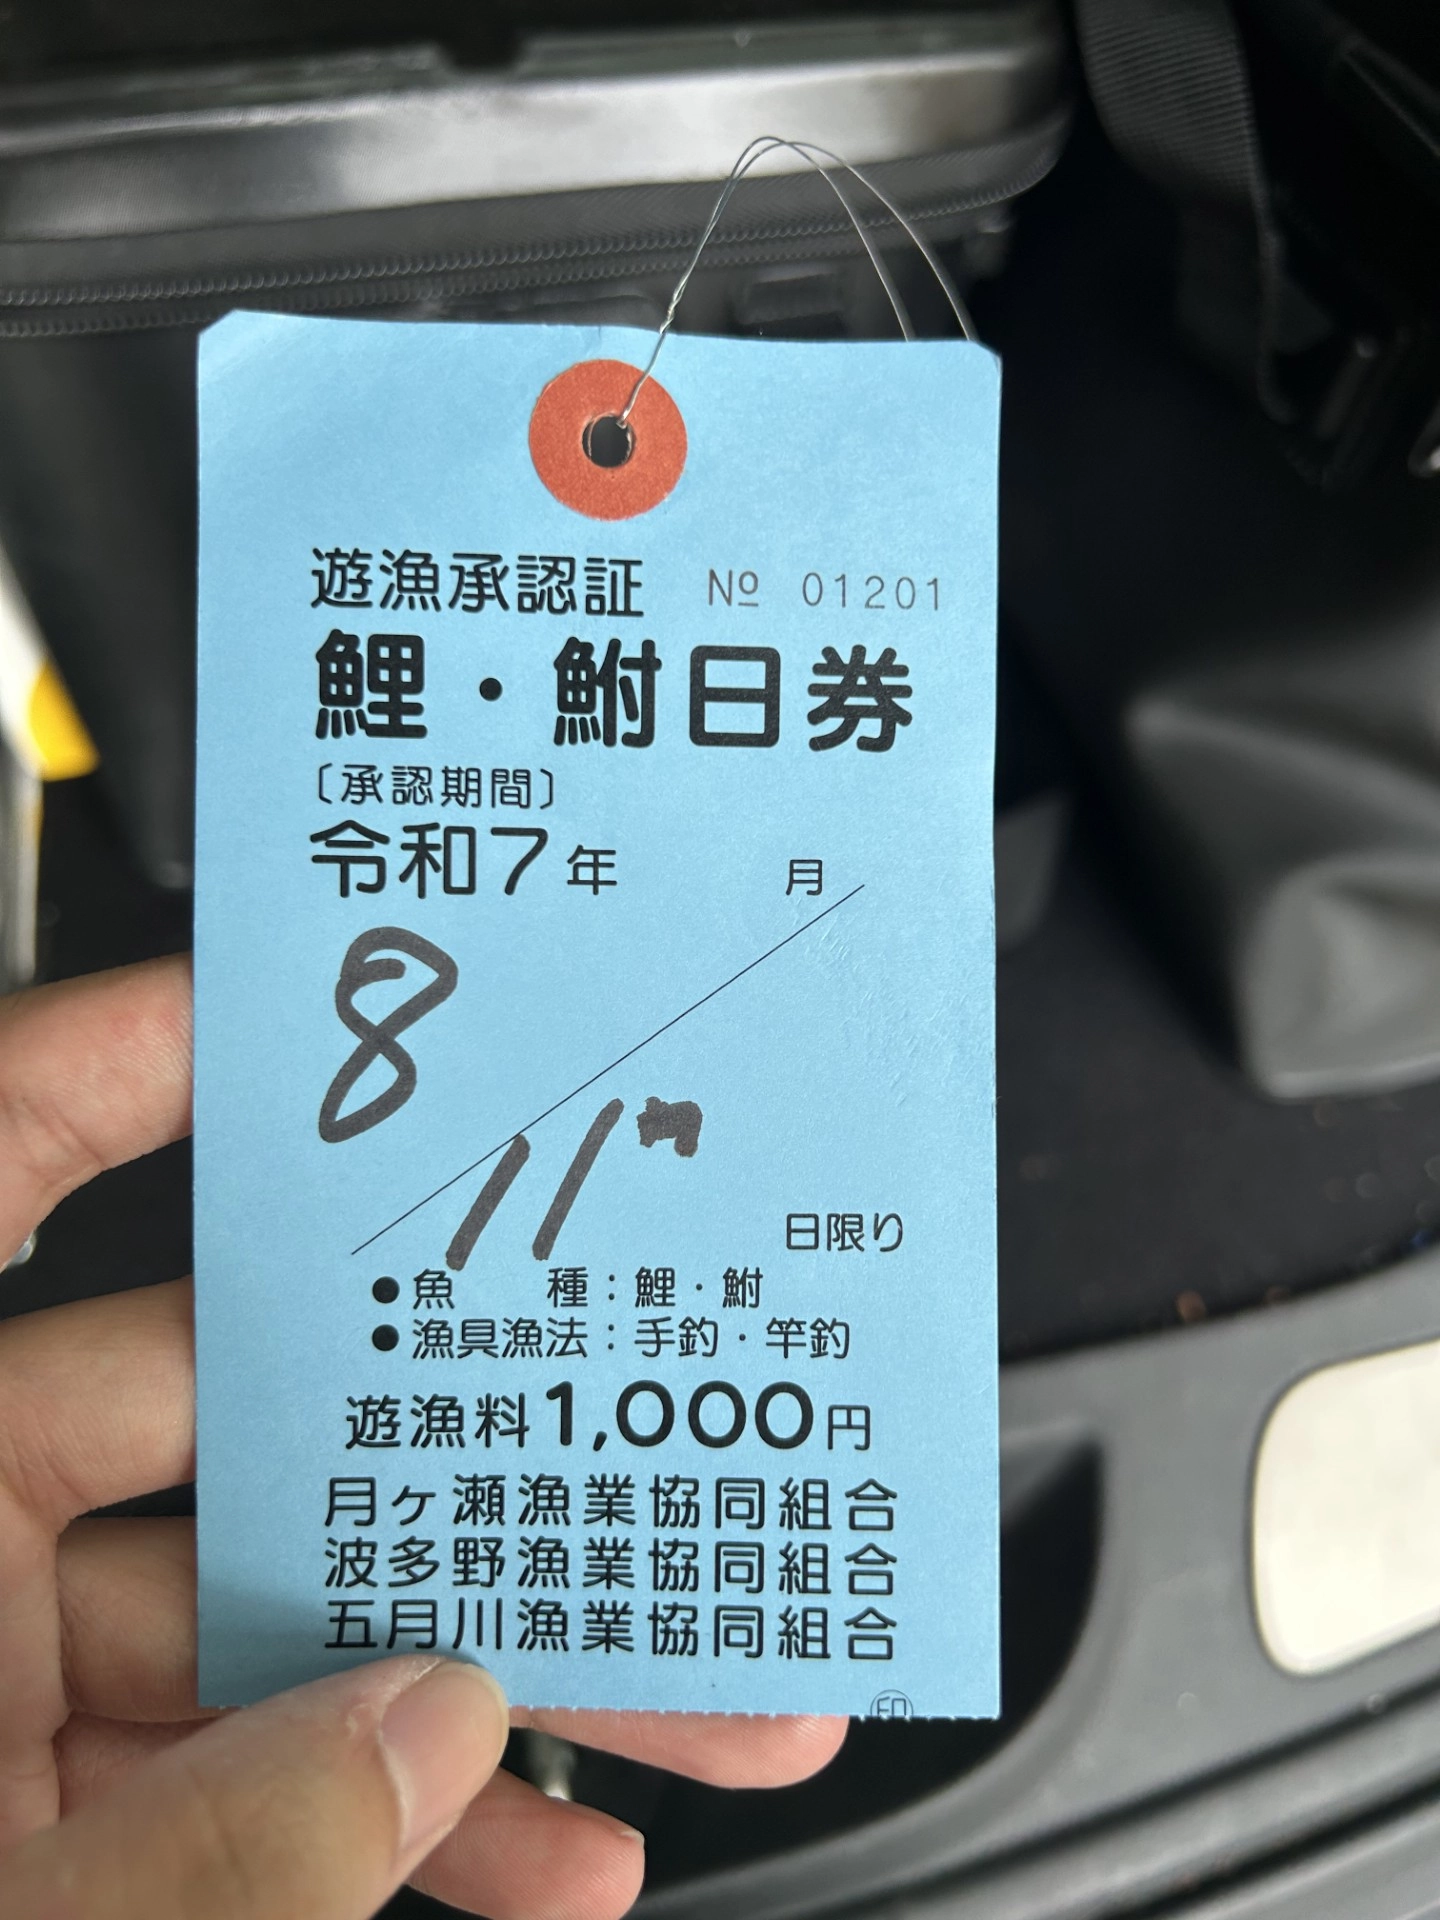 遊漁承認証 № 01201
鯉・鮒日券
〔承認期間〕
令和7年 月
8
11
日限り
●魚 種：鯉・鮒
●漁具漁法：手釣・竿釣
遊漁料1,000円
月ヶ瀬漁業協同組合
波多野漁業協同組合
五月川漁業協同組合
印